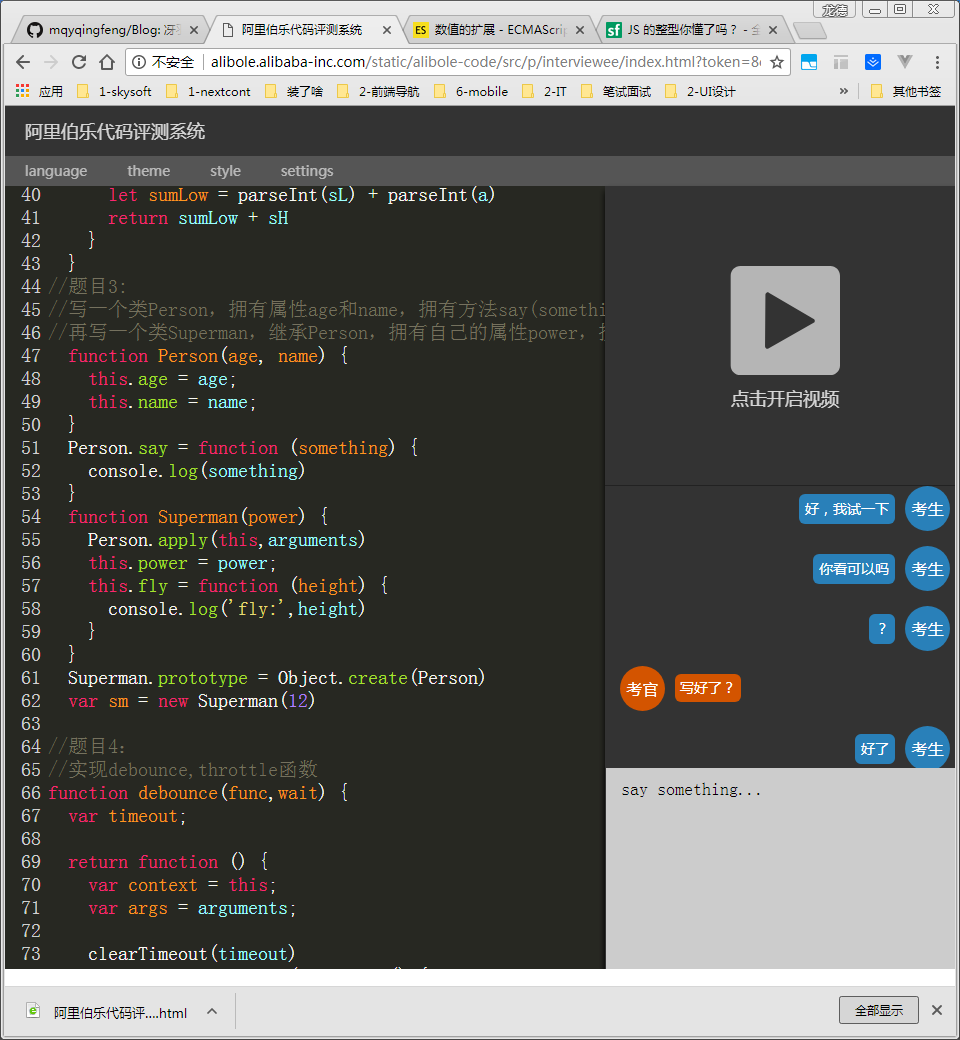 龙德
mqyqingfeng/Blog: 冴羽
阿里伯乐代码评测系统
ES 数值的扩展 - ECMAScrip
sf JS 的整型你懂了吗？ - 全
不安全 alibole.alibaba-inc.com/static/alibole-code/src/p/interviewee/index.html?token=8
应用 1-skysoft 1-nextcont 装了啥 2-前端导航 6-mobile 2-IT 笔试面试 2-UI设计 » 其他书签
阿里伯乐代码评测系统
language theme style settings
40 let sumLow = parseInt(sL) + parseInt(a)
41 return sumLow + sH
42 }
43 }
44 //题目3:
45 //写一个类Person，拥有属性age和name，拥有方法say(somethi
46 //再写一个类Superman，继承Person，拥有自己的属性power，
47 function Person(age, name) {
48 this.age = age;
49 this.name = name;
50 }
51 Person.say = function (something) {
52 console.log(something)
53 }
54 function Superman(power) {
55 Person.apply(this,arguments)
56 this.power = power;
57 this.fly = function (height) {
58 console.log('fly:',height)
59 }
60 }
61 Superman.prototype = Object.create(Person)
62 var sm = new Superman(12)
63
64 //题目4：
65 //实现debounce,throttle函数
66 function debounce(func,wait) {
67 var timeout;
68
69 return function () {
70 var context = this;
71 var args = arguments;
72
73 clearTimeout(timeout)
点击开启视频
好，我试一下 考生
你看可以吗 考生
？ 考生
考官 写好了？
好了 考生
say something...
阿里伯乐代码评....html
全部显示